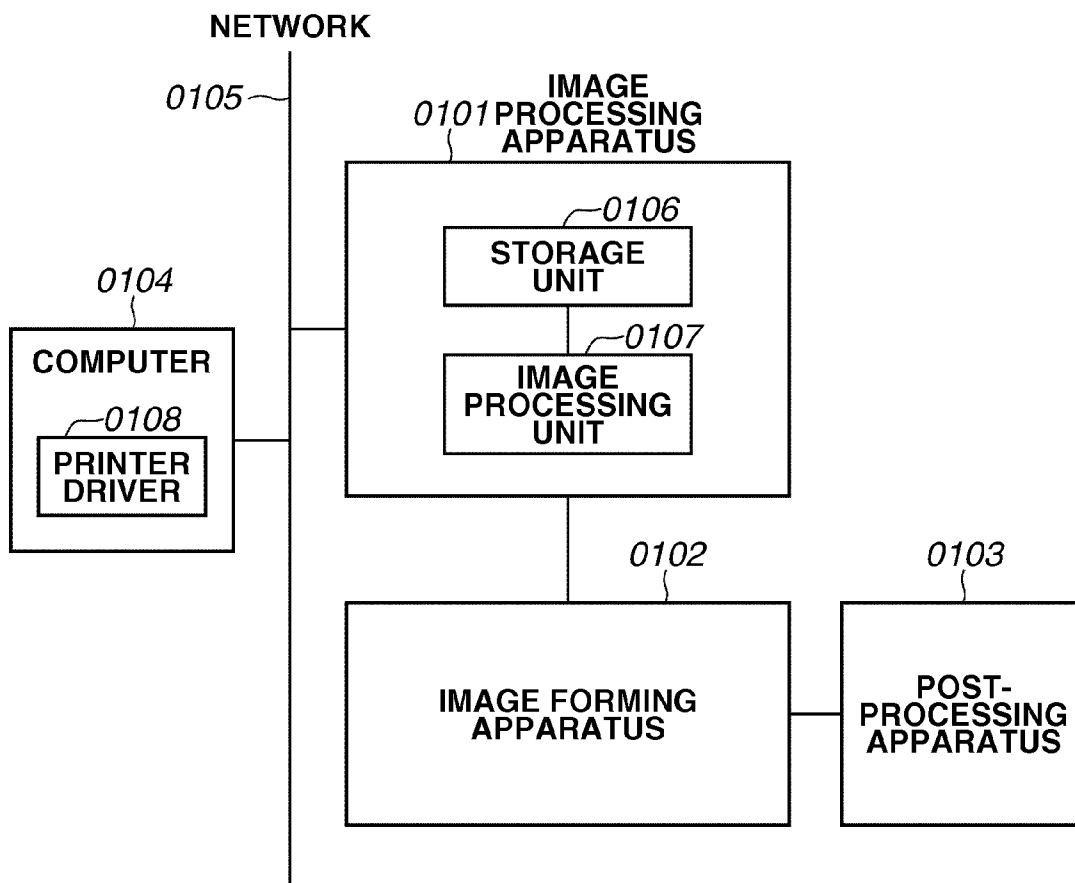 NETWORK
0105
IMAGE
0101 PROCESSING
APPARATUS
0106
STORAGE
UNIT
0107
IMAGE
PROCESSING
UNIT
0104
COMPUTER
0108
PRINTER
DRIVER
0102
IMAGE FORMING
APPARATUS
0103
POST-
PROCESSING
APPARATUS